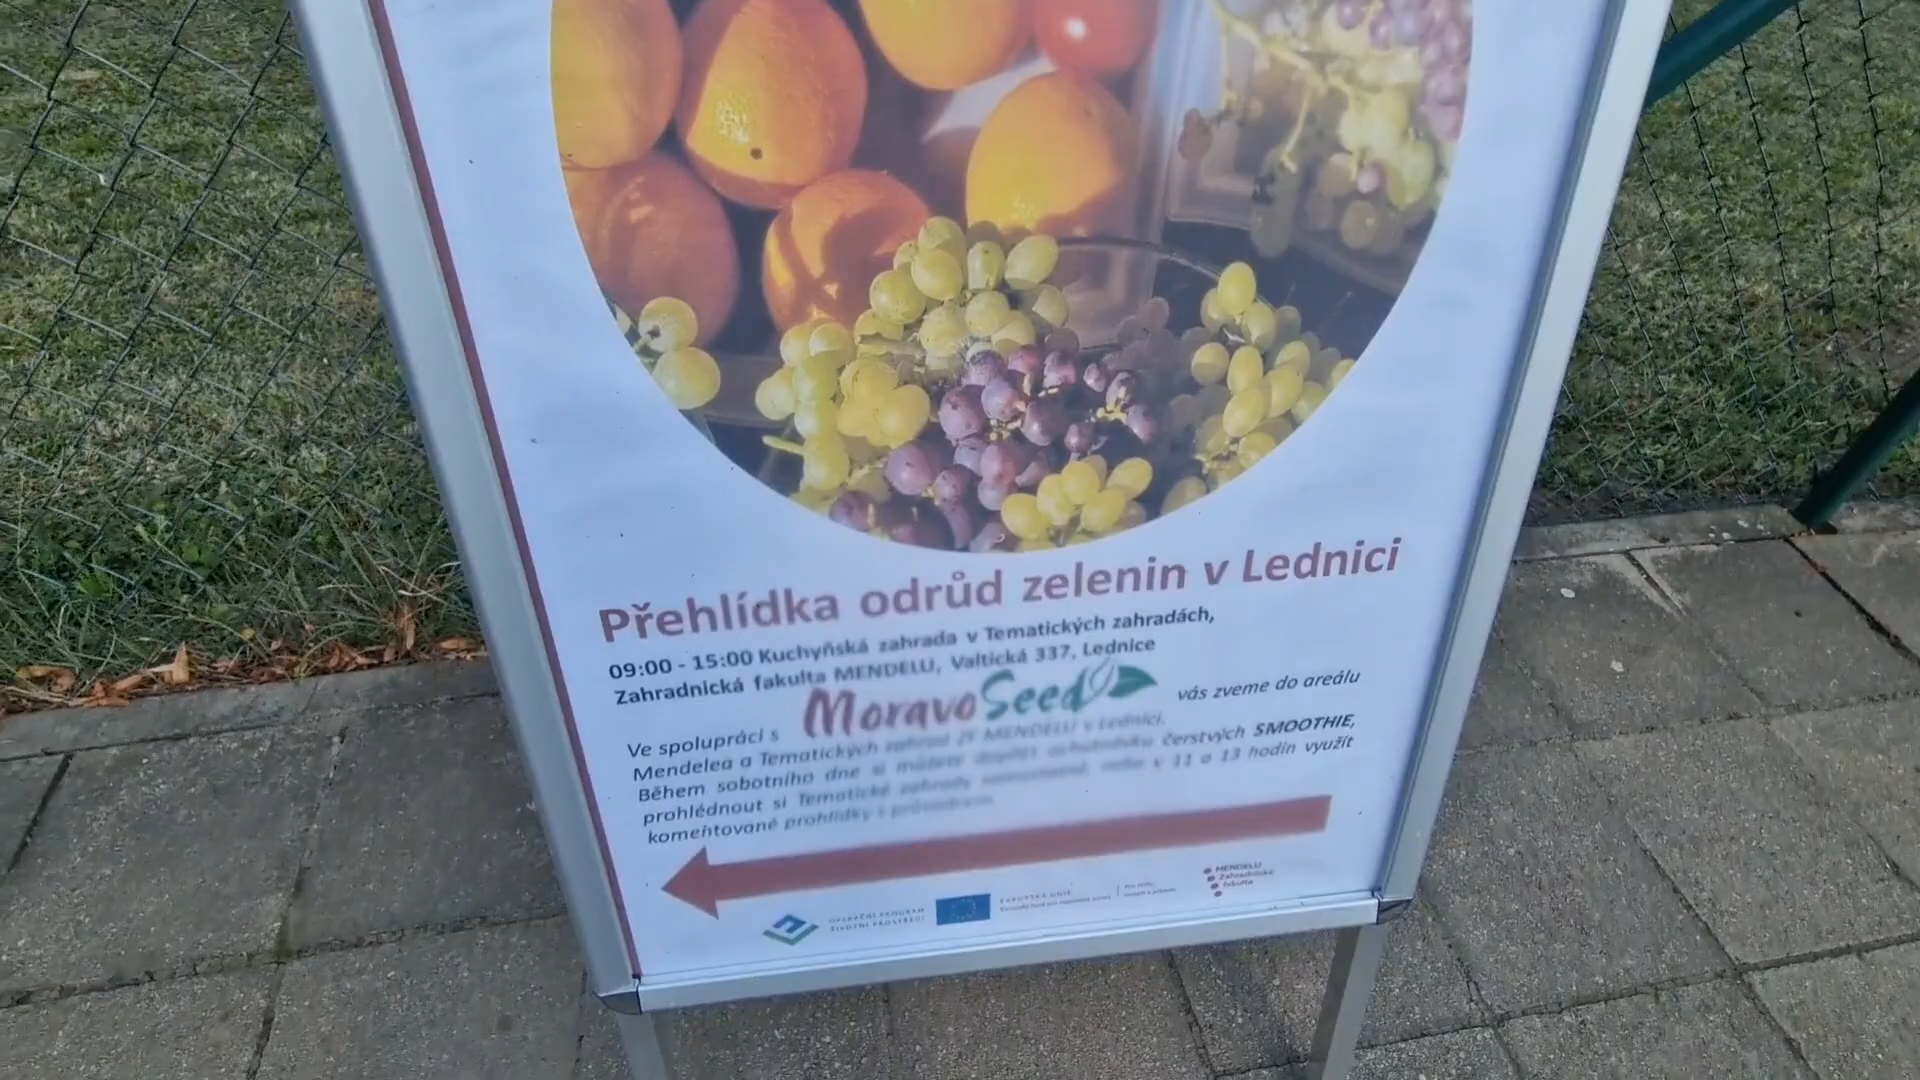 Přehlídka odrůd zelenin v Lednici
09:00 - 15:00 Kuchyňská zahrada v Tematických zahradách,
Zahradnická fakulta MENDELU, Valtická 337, Lednice
Ve spolupráci s MoravoSeed vás zveme do areálu
Mendelea a Tematických zahrad ZF MENDELU v Lednici.
Během sobotního dne si můžete dopřát ochutnávku čerstvých SMOOTHIE,
prohlédnout si Tematické zahrady samostatně, nebo v 11 a 13 hodin využít
komentované prohlídky s průvodcem.
OPERAČNÍ PROGRAM
ŽIVOTNÍ PROSTŘEDÍ
EVROPSKÁ UNIE
MENDELU
Zahradnická
fakulta